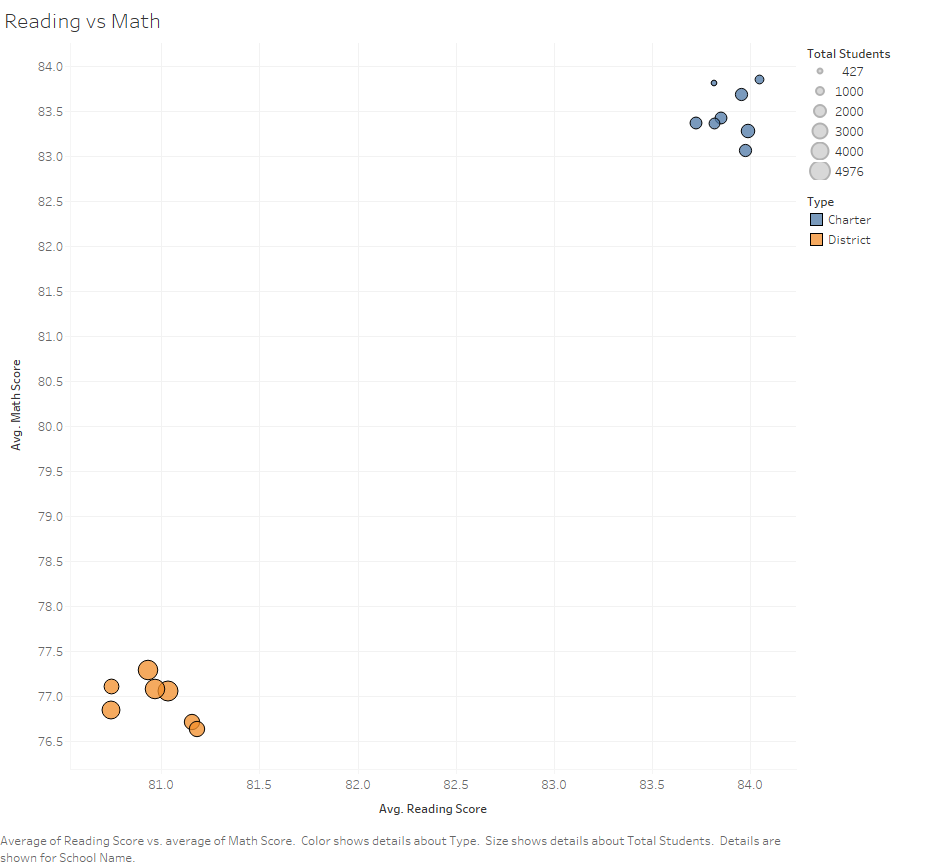 Reading vs Math
Total Students
427
1000
2000
3000
4000
4976
Type
Charter
District
Avg. Math Score
84.0
83.5
83.0
82.5
82.0
81.5
81.0
80.5
80.0
79.5
79.0
78.5
78.0
77.5
77.0
76.5
81.0 81.5 82.0 82.5 83.0 83.5 84.0
Avg. Reading Score
Average of Reading Score vs. average of Math Score. Color shows details about Type. Size shows details about Total Students. Details are
shown for School Name.